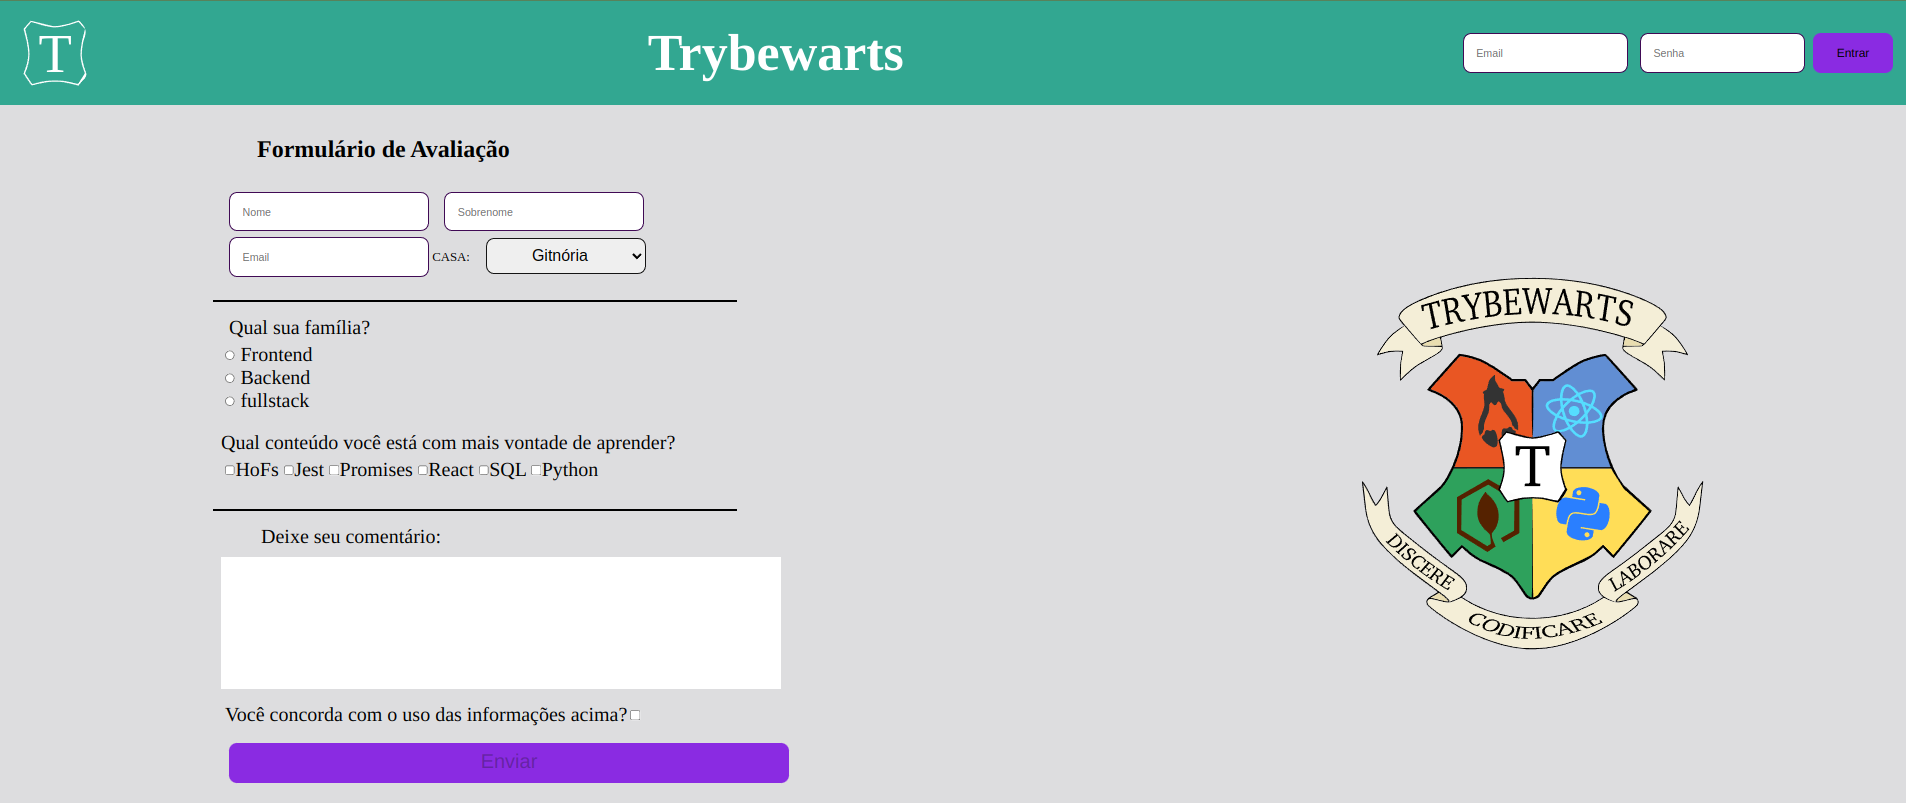 T
Trybewarts
Email
Senha
Entrar
Formulário de Avaliação
Nome
Sobrenome
Email
CASA:
Gitnória
Qual sua família?
Frontend
Backend
fullstack
Qual conteúdo você está com mais vontade de aprender?
HoFs Jest Promises React SQL Python
Deixe seu comentário:
Você concorda com o uso das informações acima?
Enviar
TRYBEWARTS
T
DISCERE
CODIFICARE
LABORARE